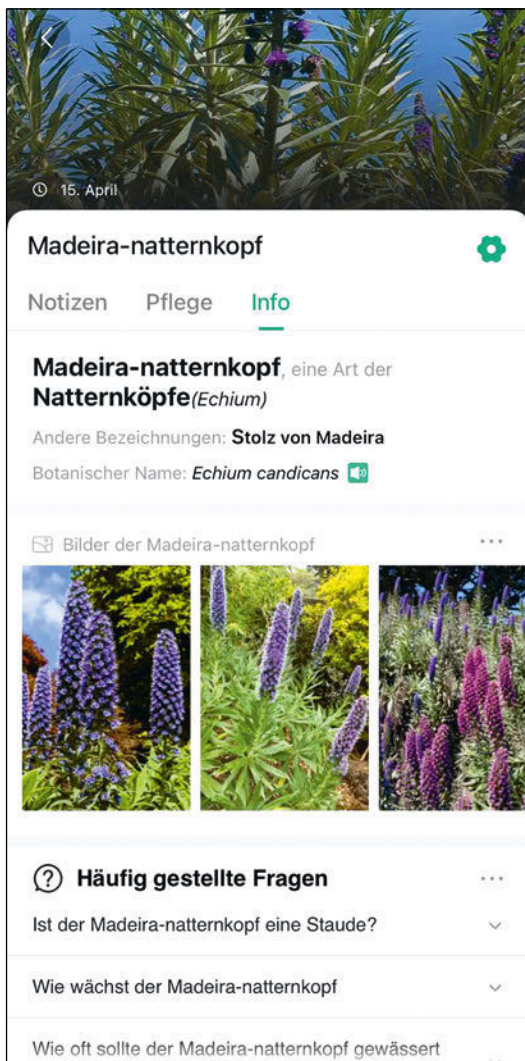 15. April
Madeira-natternkopf
Notizen Pflege Info
Madeira-natternkopf, eine Art der
Natternköpfe(Echium)
Andere Bezeichnungen: Stolz von Madeira
Botanischer Name: Echium candicans
Bilder der Madeira-natternkopf
Häufig gestellte Fragen
Ist der Madeira-natternkopf eine Staude?
Wie wächst der Madeira-natternkopf
Wie oft sollte der Madeira-natternkopf gewässert